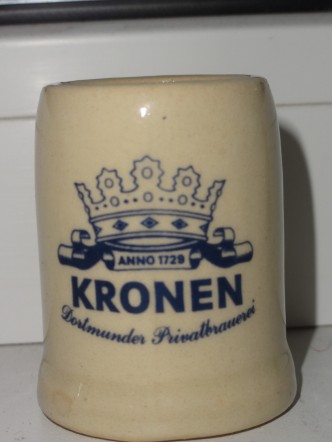 ANNO 1729
KRONEN
Dortmunder Privatbrauerei